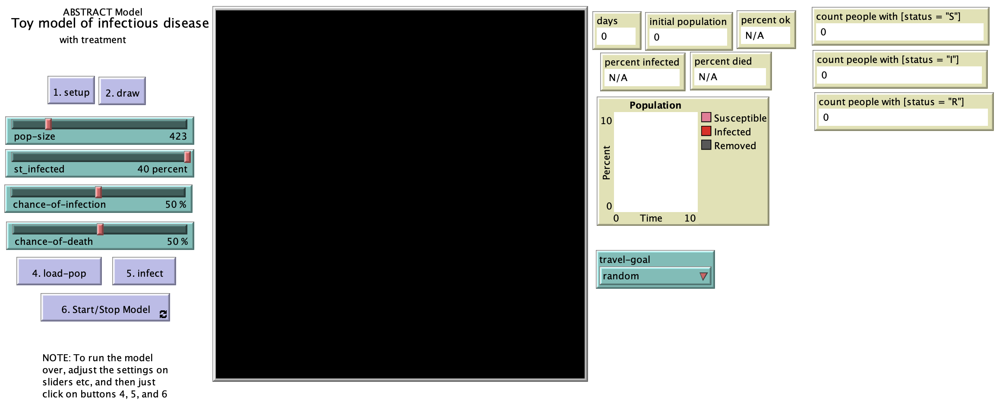 ABSTRACT Model
Toy model of infectious disease
with treatment
1. setup
2. draw
pop-size 423
st_infected 40 percent
chance-of-infection 50 %
chance-of-death 50 %
4. load-pop
5. infect
6. Start/Stop Model
NOTE: To run the model
over, adjust the settings on
sliders etc, and then just
click on buttons 4, 5, and 6
days
0
initial population
0
percent ok
N/A
percent infected
N/A
percent died
N/A
Population
10
Percent
0
0 Time 10
Susceptible
Infected
Removed
travel-goal
random
count people with [status = "S"]
0
count people with [status = "I"]
0
count people with [status = "R"]
0